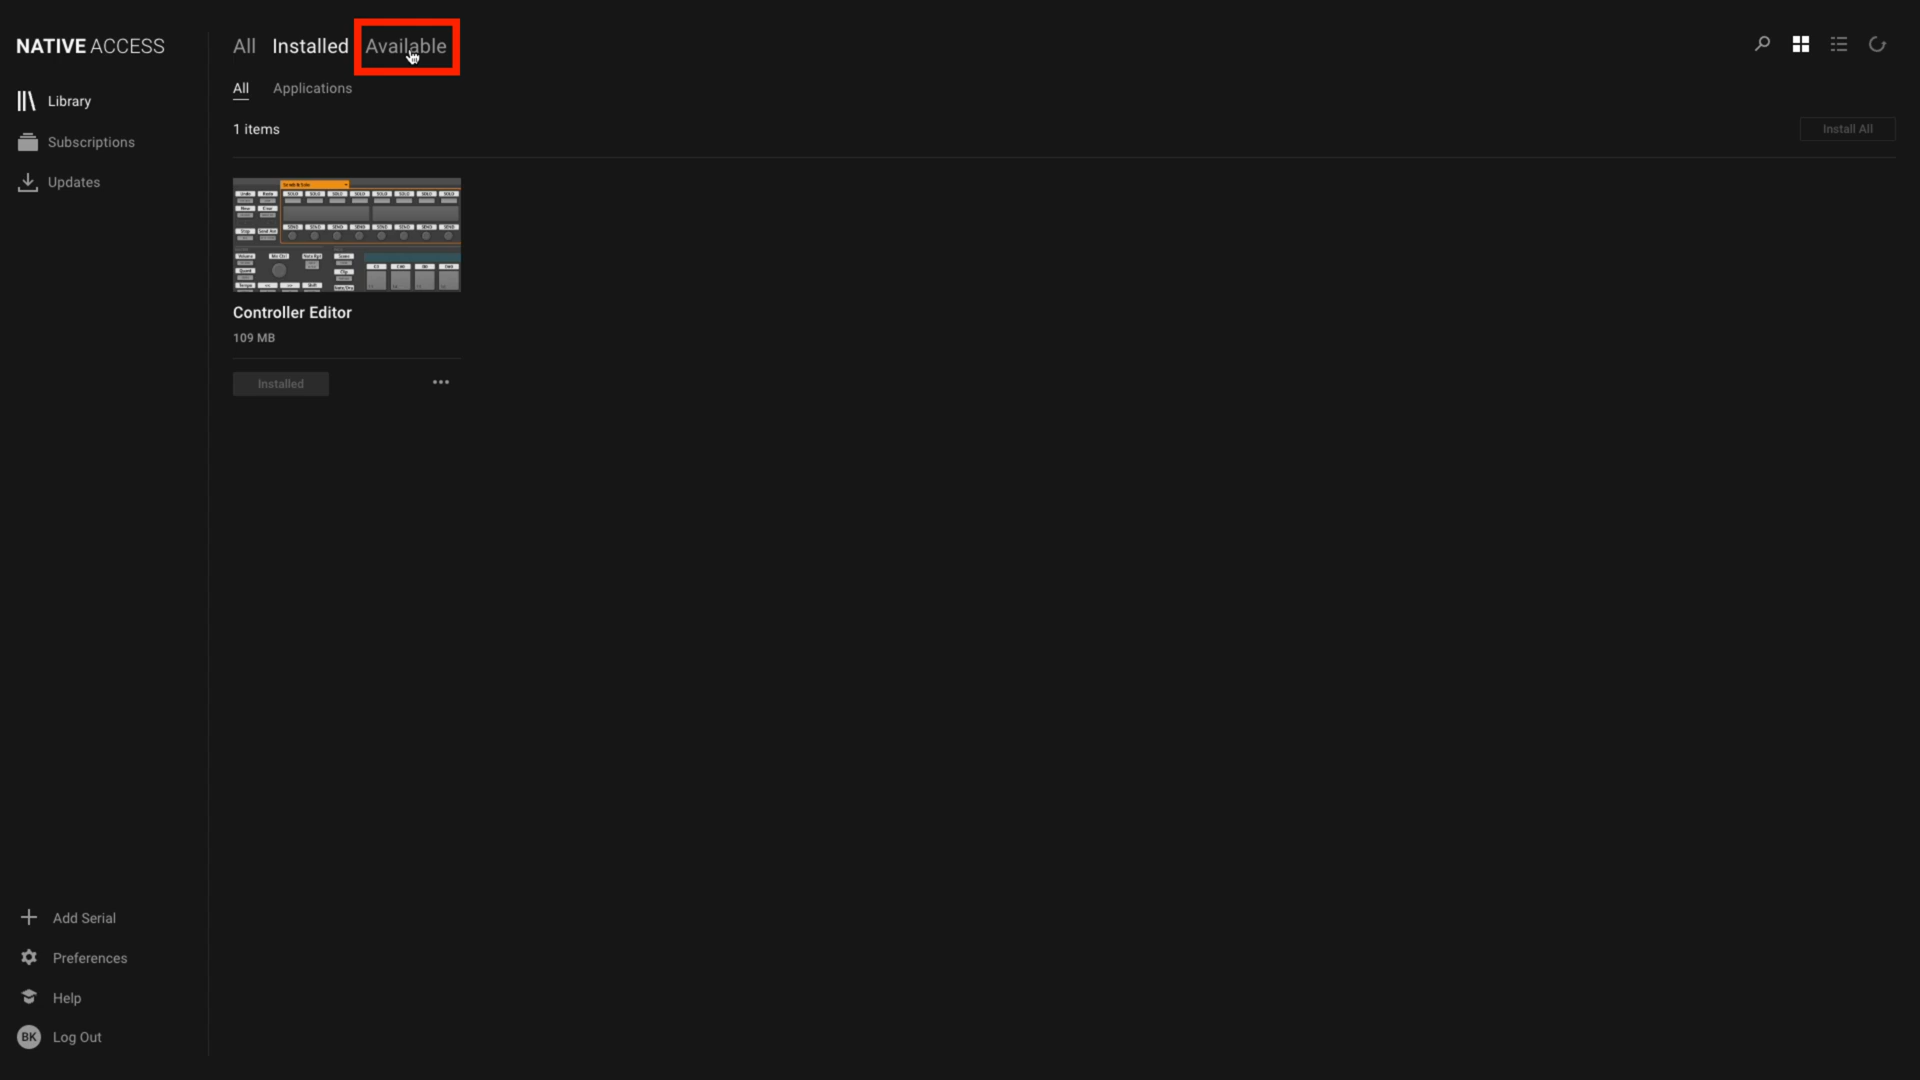 NATIVE ACCESS
All Installed Available
All Applications
Library
1 items
Install All
Subscriptions
Updates
Controller Editor
109 MB
Installed
Add Serial
Preferences
Help
BK Log Out